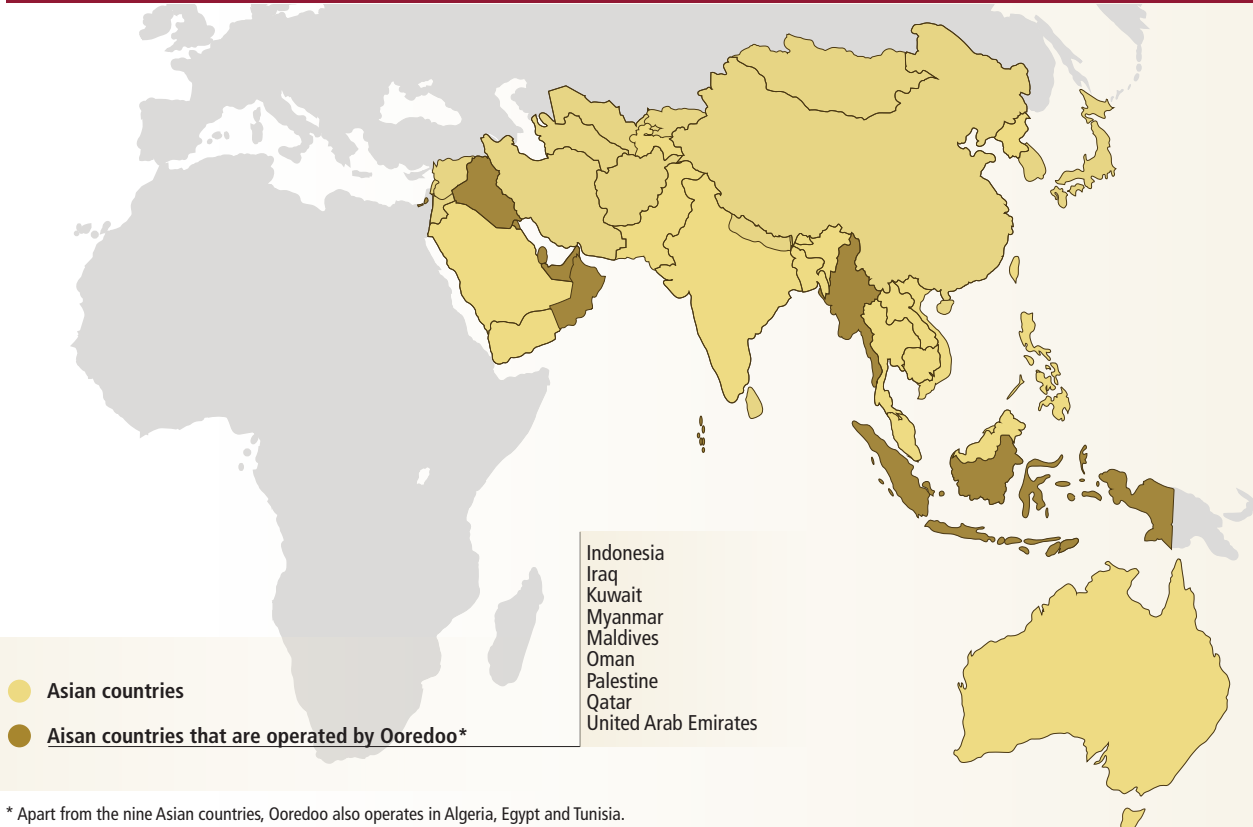 Indonesia
Iraq
Kuwait
Myanmar
Maldives
Oman
Palestine
Qatar
United Arab Emirates
Asian countries
Aisan countries that are operated by Ooredoo*
* Apart from the nine Asian countries, Ooredoo also operates in Algeria, Egypt and Tunisia.